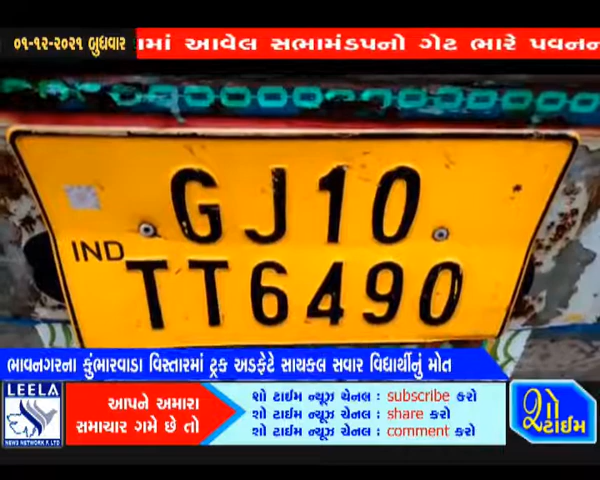 ૦૧-૧૨-૨૦૨૧ બુધવાર
ામાં આવેલ સભામંડપનો ગેટ ભારે પવનન
GJ10
IND
TT6490
ભાવનગરના કુંભારવાડા વિસ્તારમાં ટ્રક અડફેટે સાયકલ સવાર વિદ્યાર્થીનું મોત
LEELA
NEWS NETWORK P. LTD
આપને અમારા
સમાચાર ગમે છે તો
શો ટાઈમ ન્યૂઝ ચેનલ : subscribe કરો
શો ટાઈમ ન્યૂઝ ચેનલ : share કરો
શો ટાઈમ ન્યૂઝ ચેનલ : comment કરો
શો
ટાઈમ